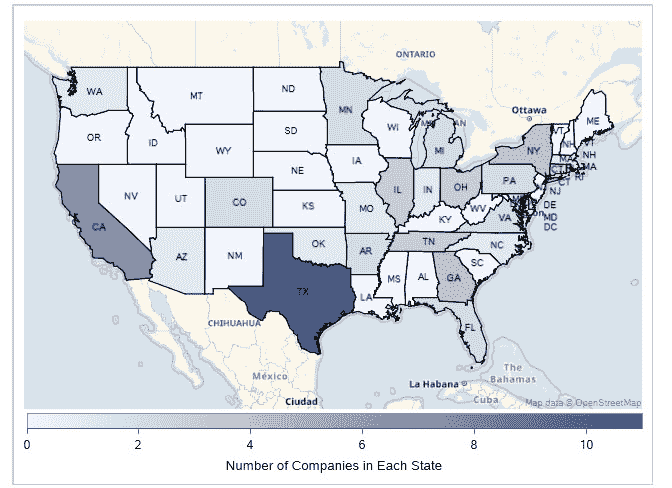 ONTARIO
WA
MT
ND
MN
Ottawa
ME
OR
ID
SD
WI
MI
VT
NH
NY
WY
IA
NE
PA
NV
UT
CO
IL
IN
OH
NJ
DE
MD
DC
CA
KS
MO
KY
WV
VA
AZ
NM
OK
AR
TN
NC
SC
TX
LA
MS
AL
GA
FL
CHIHUAHUA
México
Ciudad
La Habana
The
Bahamas
Cuba
Map data © OpenStreetMap
0 2 4 6 8 10
Number of Companies in Each State